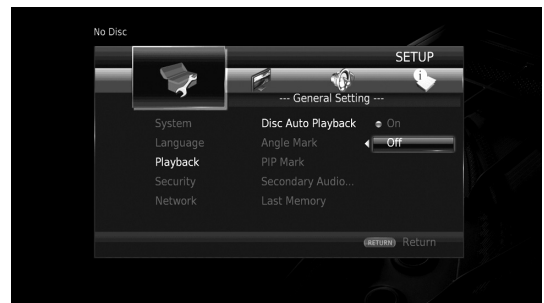 No Disc
SETUP
--- General Setting ---
System Disc Auto Playback On
Language Angle Mark Off
Playback PIP Mark
Security Secondary Audio...
Network Last Memory
RETURN Return